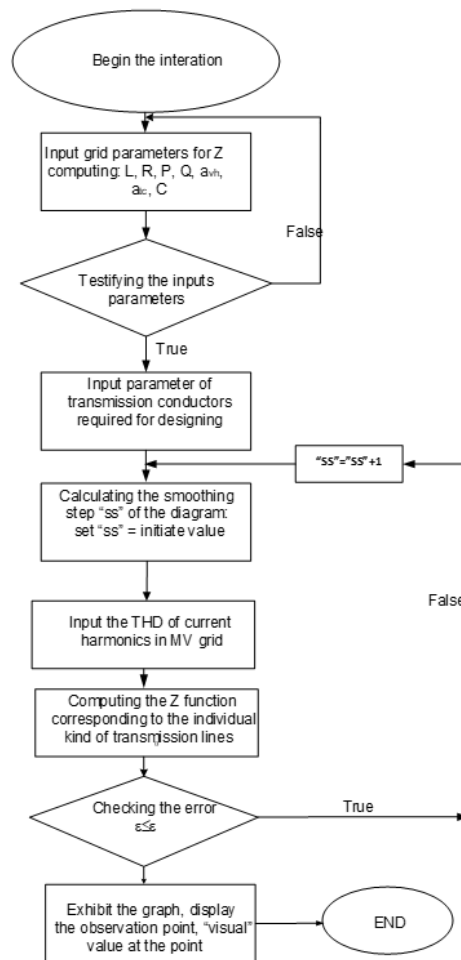 Begin the interation
Input grid parameters for Z
computing: L, R, P, Q, avh,
alc, C
False
Testifying the inputs
parameters
True
Input parameter of
transmission conductors
required for designing
"SS"="SS"+1
Calculating the smoothing
step "ss" of the diagram:
set "ss" = initiate value
False
Input the THD of current
harmonics in MV grid
Computing the Z function
corresponding to the individual
kind of transmission lines
Checking the error
ε≤ε
True
Exhibit the graph, display
the observation point, "visual"
value at the point
END